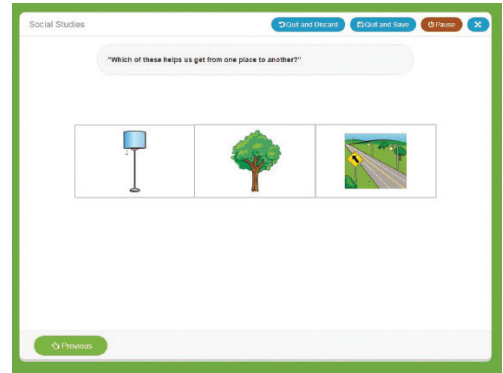 Social Studies
Quit and Discard
Quit and Save
Pause
"Which of these helps us get from one place to another?"
Previous